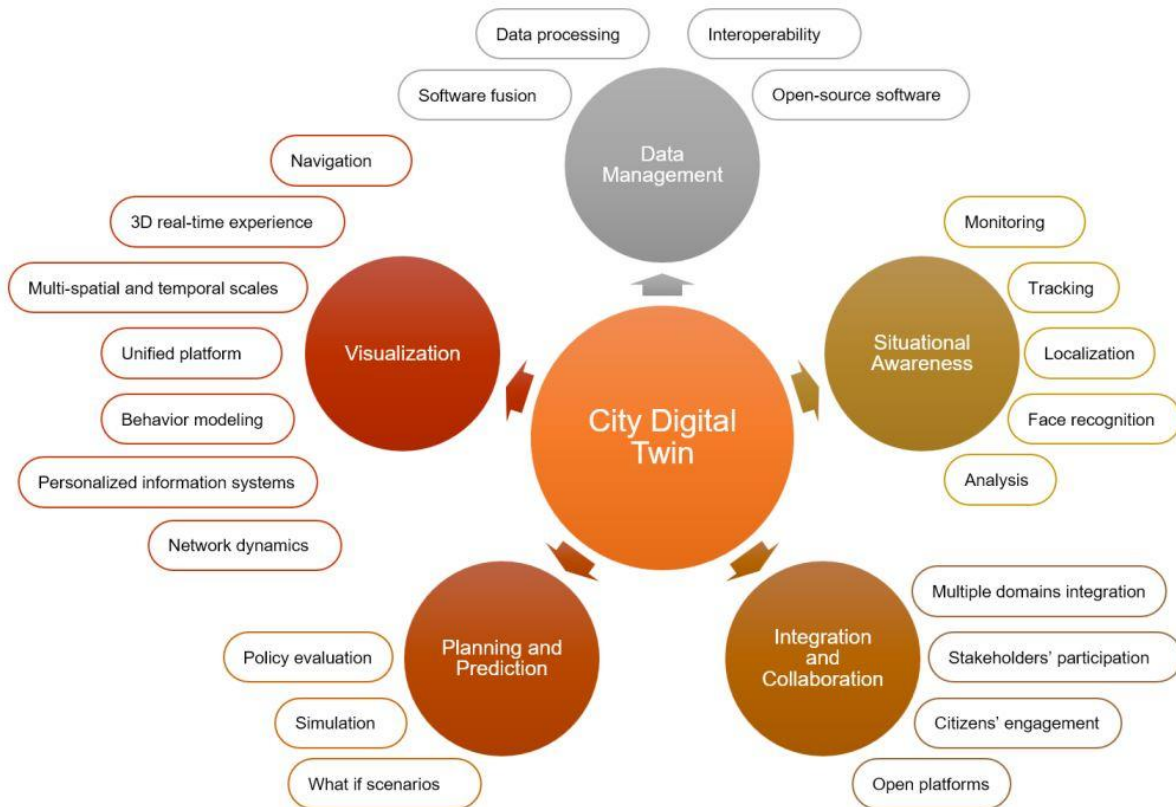 Data processing
Interoperability
Software fusion
Open-source software
Data
Management
Navigation
3D real-time experience
Multi-spatial and temporal scales
Unified platform
Behavior modeling
Personalized information systems
Network dynamics
Visualization
Monitoring
Tracking
Localization
Face recognition
Analysis
Situational
Awareness
City Digital
Twin
Planning and
Prediction
Policy evaluation
Simulation
What if scenarios
Integration
and
Collaboration
Multiple domains integration
Stakeholders’ participation
Citizens’ engagement
Open platforms